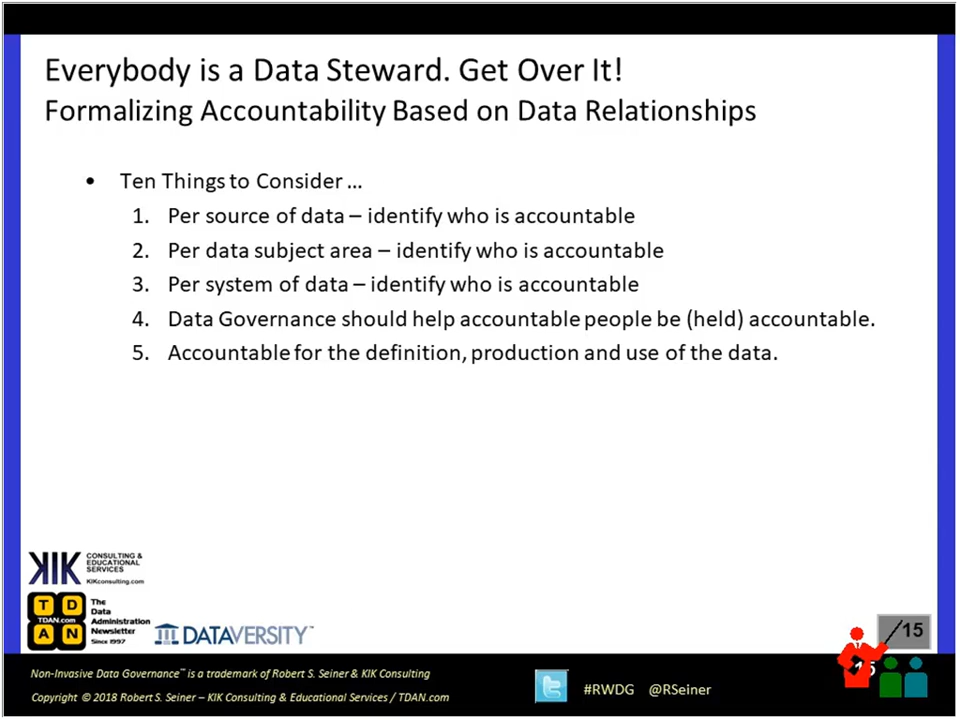 Everybody is a Data Steward. Get Over It!
Formalizing Accountability Based on Data Relationships
• Ten Things to Consider …
1. Per source of data – identify who is accountable
2. Per data subject area – identify who is accountable
3. Per system of data – identify who is accountable
4. Data Governance should help accountable people be (held) accountable.
5. Accountable for the definition, production and use of the data.
KIK
CONSULTING &
EDUCATIONAL
SERVICES
KIKconsulting.com
T D
TDAN.com
A N
The
Data
Administration
Newsletter
Since 1997
DATAVERSITY™
/15
15
Non-Invasive Data Governance™ is a trademark of Robert S. Seiner & KIK Consulting
Copyright © 2018 Robert S. Seiner – KIK Consulting & Educational Services / TDAN.com
#RWDG @RSeiner